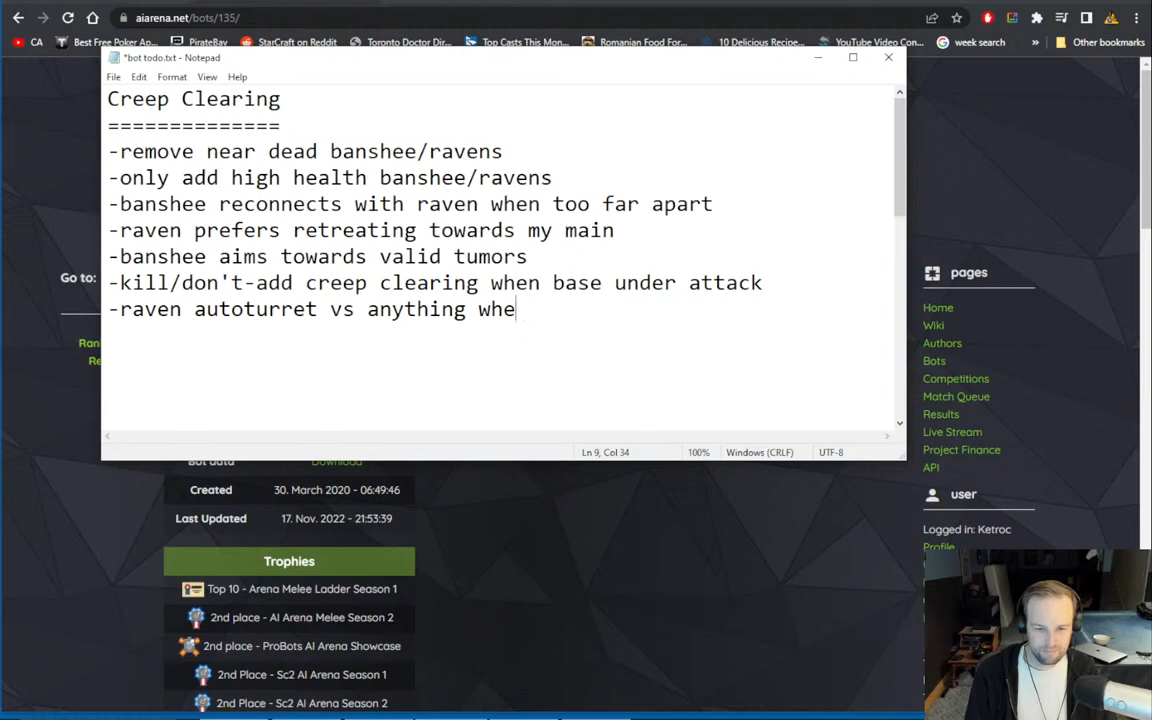 aiarena.net/bots/135/
CA
Best Free Poker Ap...
PirateBay
StarCraft on Reddit
Toronto Doctor Dir...
Top Casts This Mon...
Romanian Food For...
10 Delicious Recipe...
YouTube Video Con...
week search
»
Other bookmarks
*bot todo.txt - Notepad
File Edit Format View Help
Creep Clearing
==============
-remove near dead banshee/ravens
-only add high health banshee/ravens
-banshee reconnects with raven when too far apart
-raven prefers retreating towards my main
-banshee aims towards valid tumors
-kill/don't-add creep clearing when base under attack
-raven autoturret vs anything whe
Ln 9, Col 34 100% Windows (CRLF) UTF-8
Go to:
Ran
Re
Bot data Download
Created 30. March 2020 - 06:49:46
Last Updated 17. Nov. 2022 - 21:53:39
Trophies
Top 10 - Arena Melee Ladder Season 1
2nd place - AI Arena Melee Season 2
2nd place - ProBots AI Arena Showcase
2nd Place - Sc2 AI Arena Season 1
2nd Place - Sc2 AI Arena Season 2
pages
Home
Wiki
Authors
Bots
Competitions
Match Queue
Results
Live Stream
Project Finance
API
user
Logged in: Ketroc
Profile